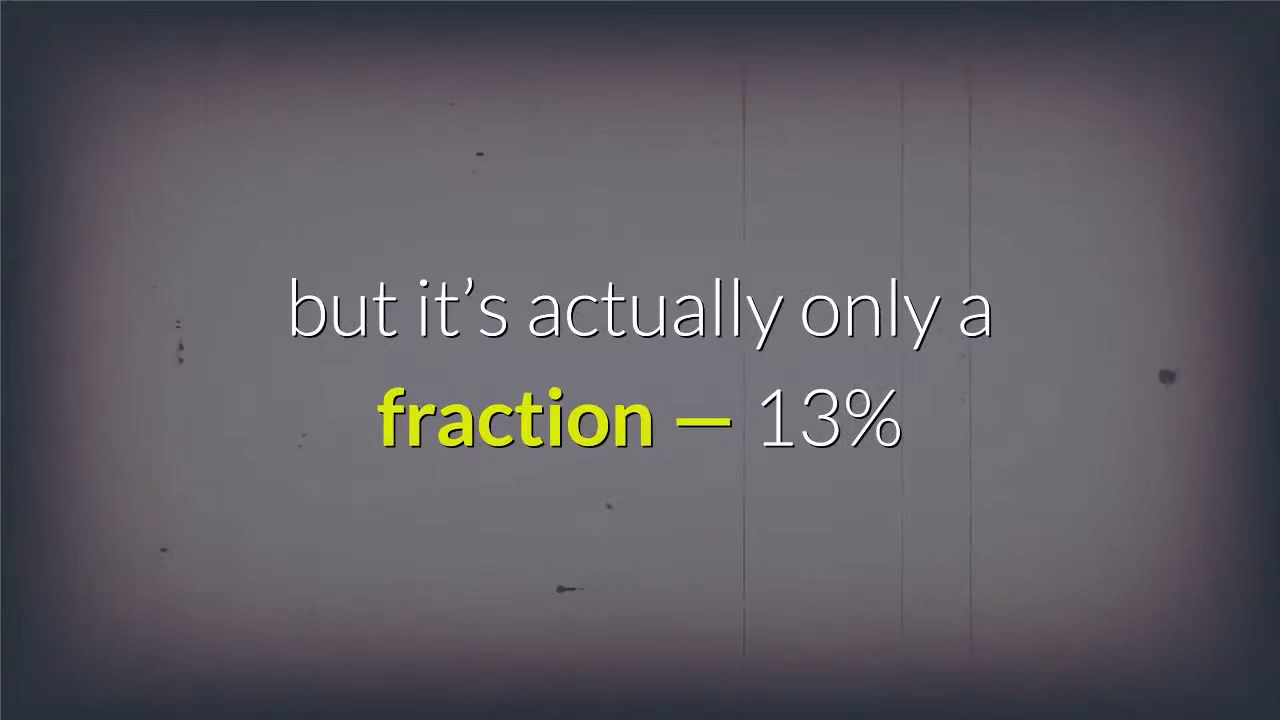 but it’s actually only a
fraction — 13%